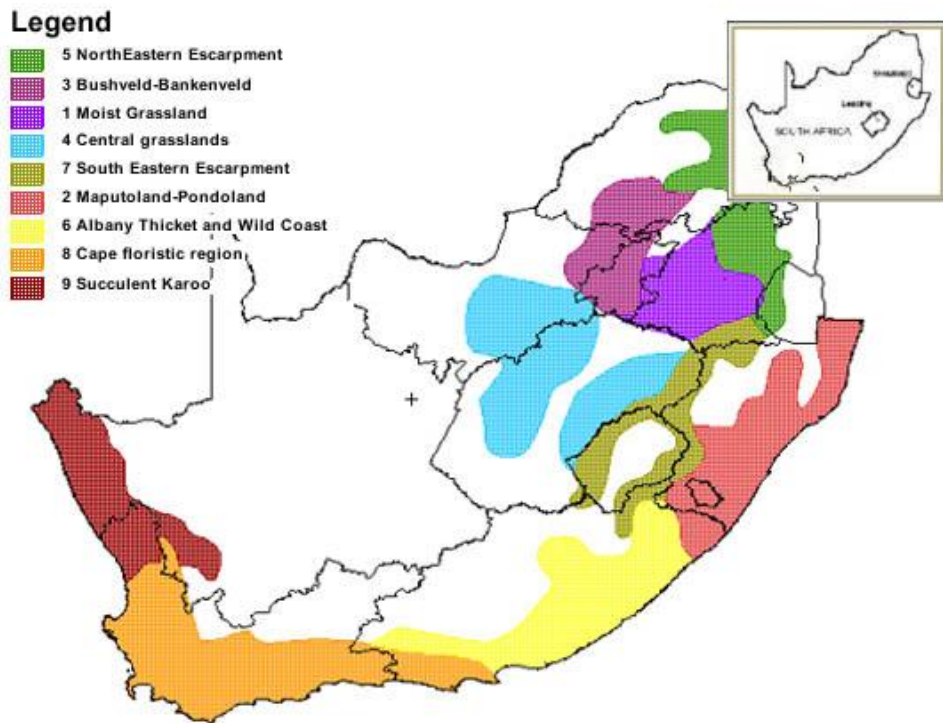 Legend
5 NorthEastern Escarpment
3 Bushveld-Bankenveld
1 Moist Grassland
4 Central grasslands
7 South Eastern Escarpment
2 Maputoland-Pondoland
6 Albany Thicket and Wild Coast
8 Cape floristic region
9 Succulent Karoo
Lesotho
SOUTH AFRICA